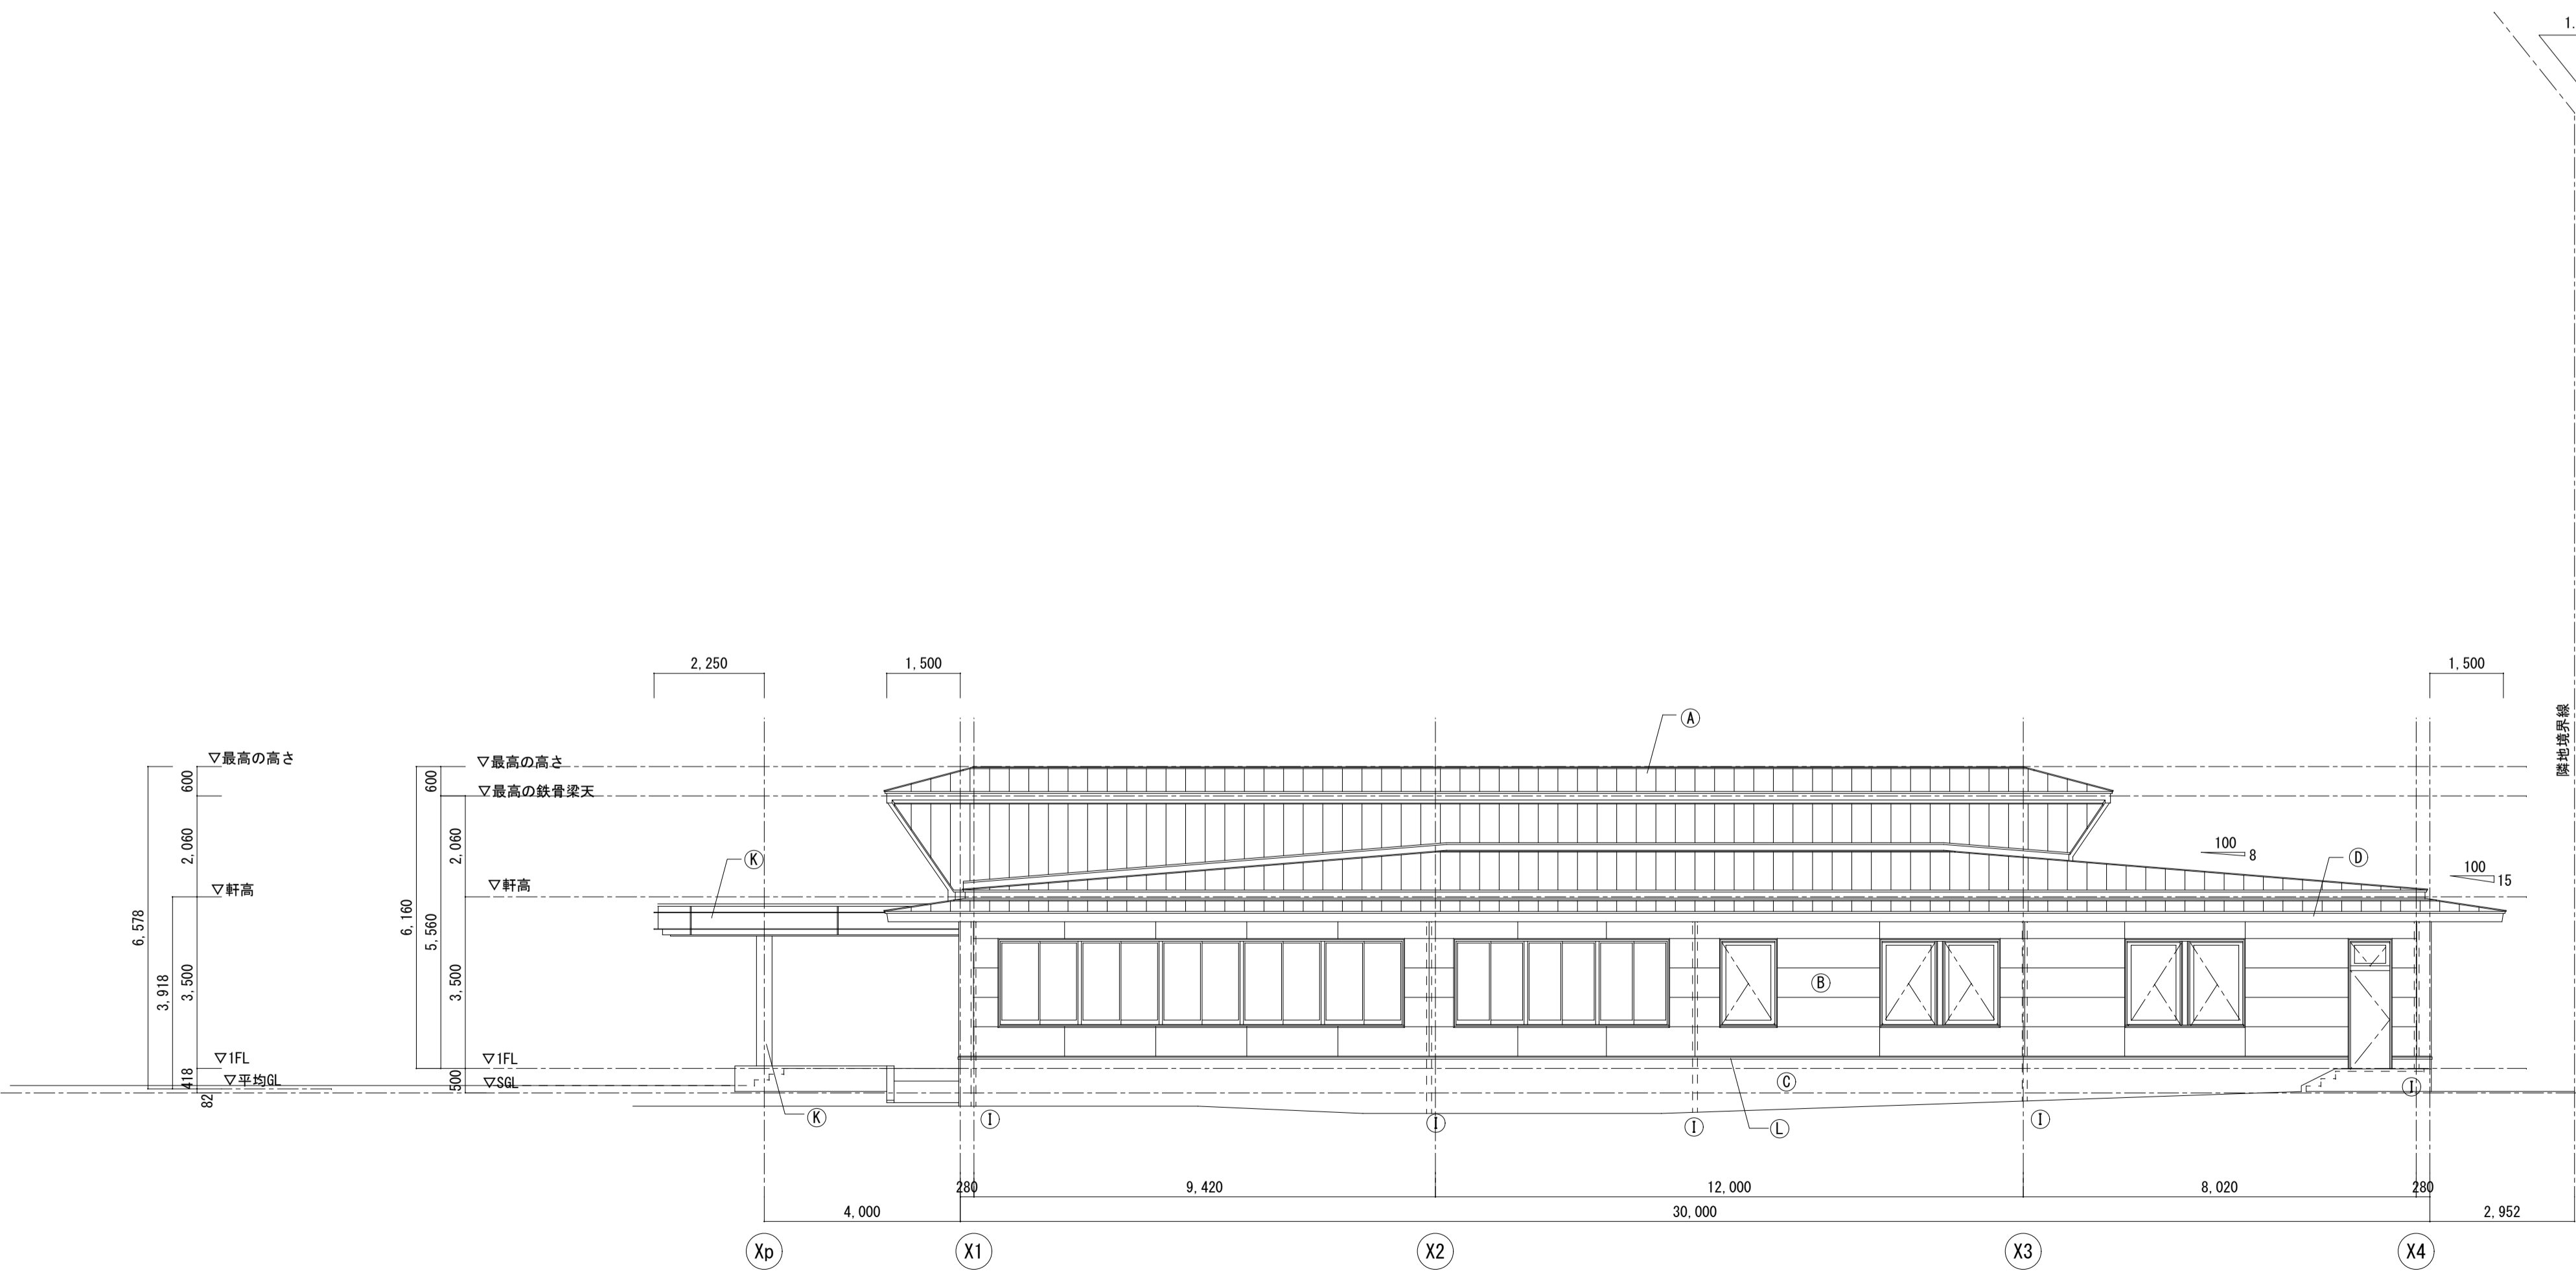 1.
2,250
1,500
1,500
隣地境界線
Ⓐ
▽最高の高さ
▽最高の高さ
600
600
▽最高の鉄骨梁天
2,060
2,060
Ⓚ
100
8
Ⓓ
100
15
▽軒高
▽軒高
6,578
3,918
3,500
6,160
5,560
3,500
Ⓑ
▽1FL
▽1FL
▽平均GL
▽SGL
418
82
500
Ⓒ
Ⓘ
Ⓚ
Ⓘ
Ⓘ
Ⓘ
Ⓛ
Ⓘ
280
9,420
12,000
8,020
280
4,000
30,000
2,952
Xp
X1
X2
X3
X4